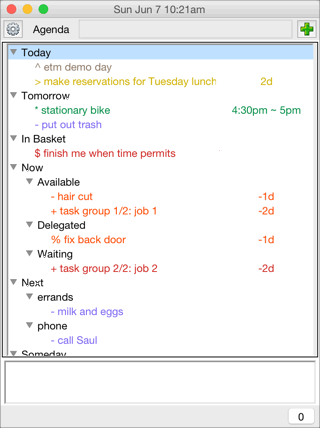 Sun Jun 7 10:21am
Agenda
Today
^ etm demo day
> make reservations for Tuesday lunch 2d
Tomorrow
* stationary bike 4:30pm ~ 5pm
- put out trash
In Basket
$ finish me when time permits
Now
Available
- hair cut -1d
+ task group 1/2: job 1 -2d
Delegated
% fix back door -1d
Waiting
+ task group 2/2: job 2 -2d
Next
errands
- milk and eggs
phone
- call Saul
Someday
0